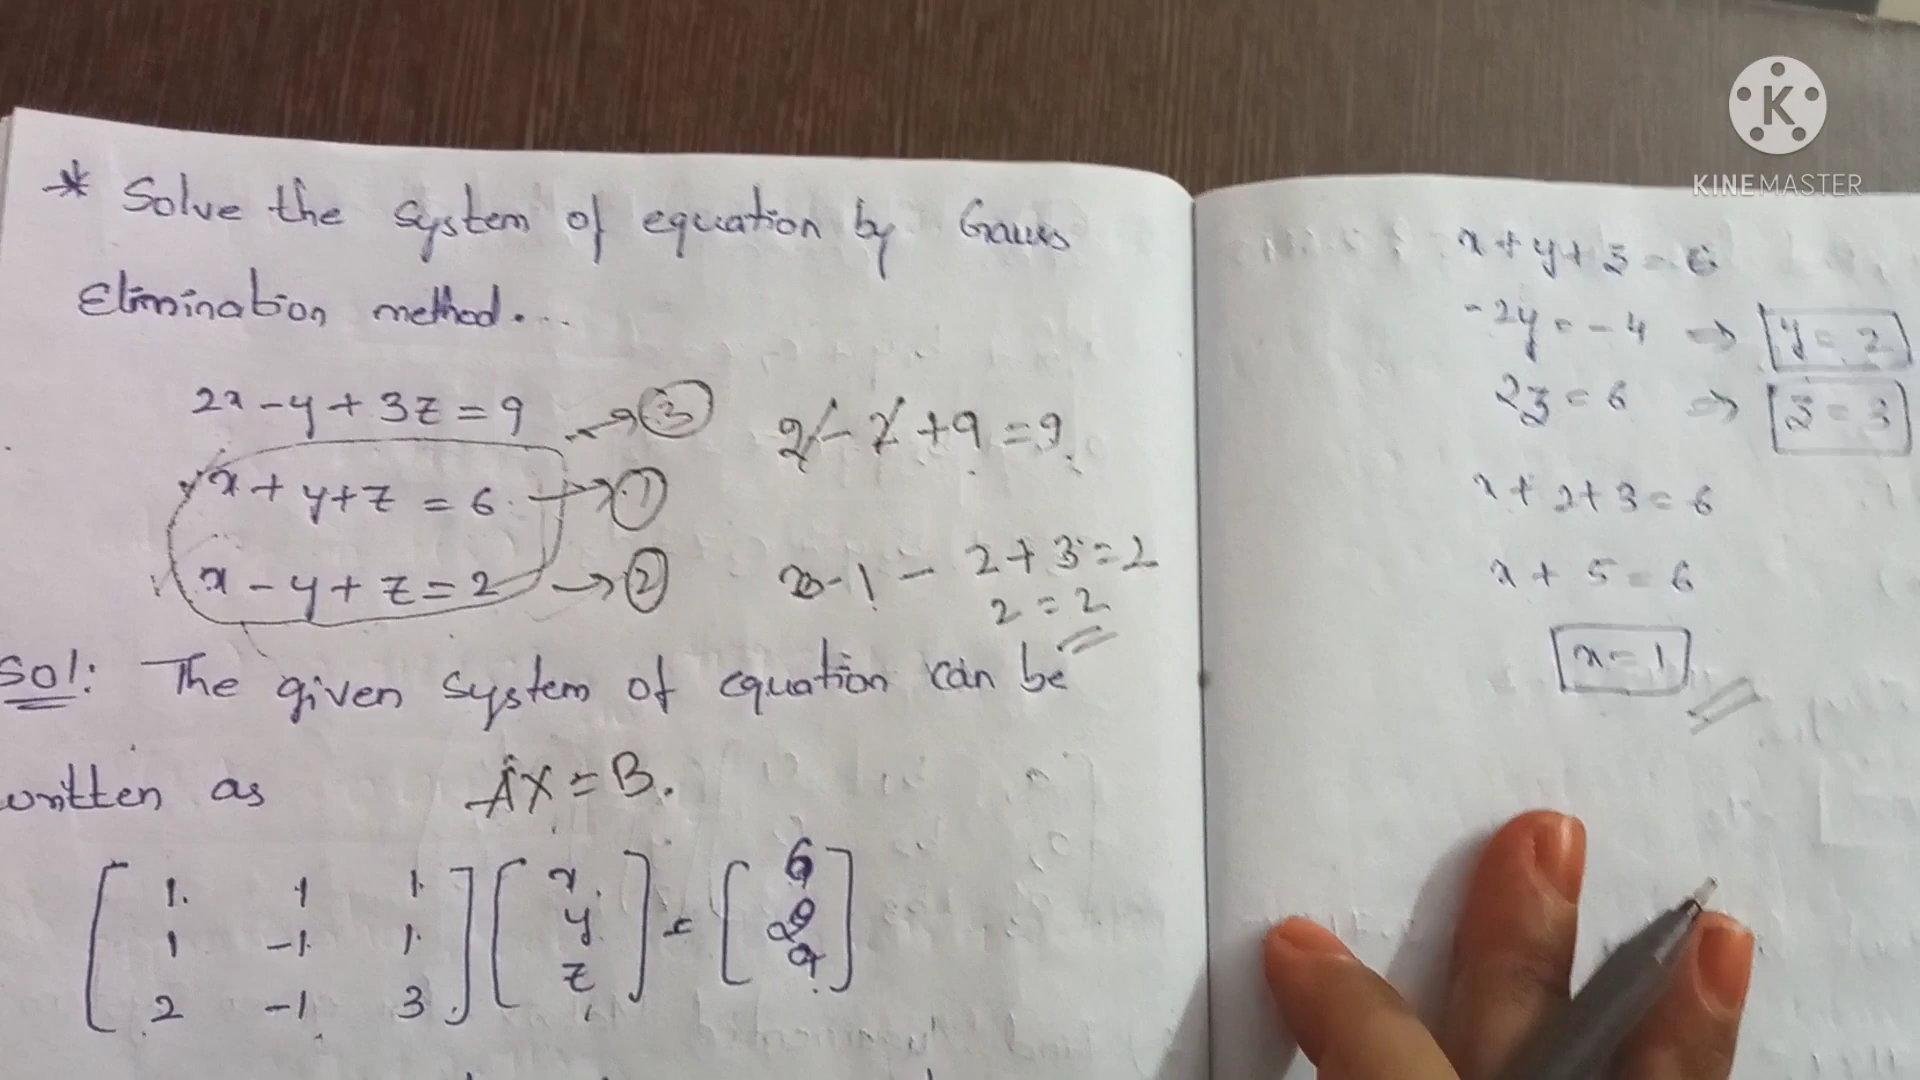 * Solve the system of equation by Gauss
Elimination method...
2x - y + 3z = 9 → 3
2 - 2 + 9 = 9
x + y + z = 6 → 1
x - y + z = 2 → 2
1 - 2 + 3 = 2
2 = 2
Sol: The given system of equation can be
written as AX = B.
1 1 1 x 6
1 -1 1 y = 2
2 -1 3 z 9
K
KINEMASTER
x + y + z = 6
-2y = -4 ⇒ y = 2
2z = 6 ⇒ z = 3
x + 2 + 3 = 6
x + 5 = 6
x = 1